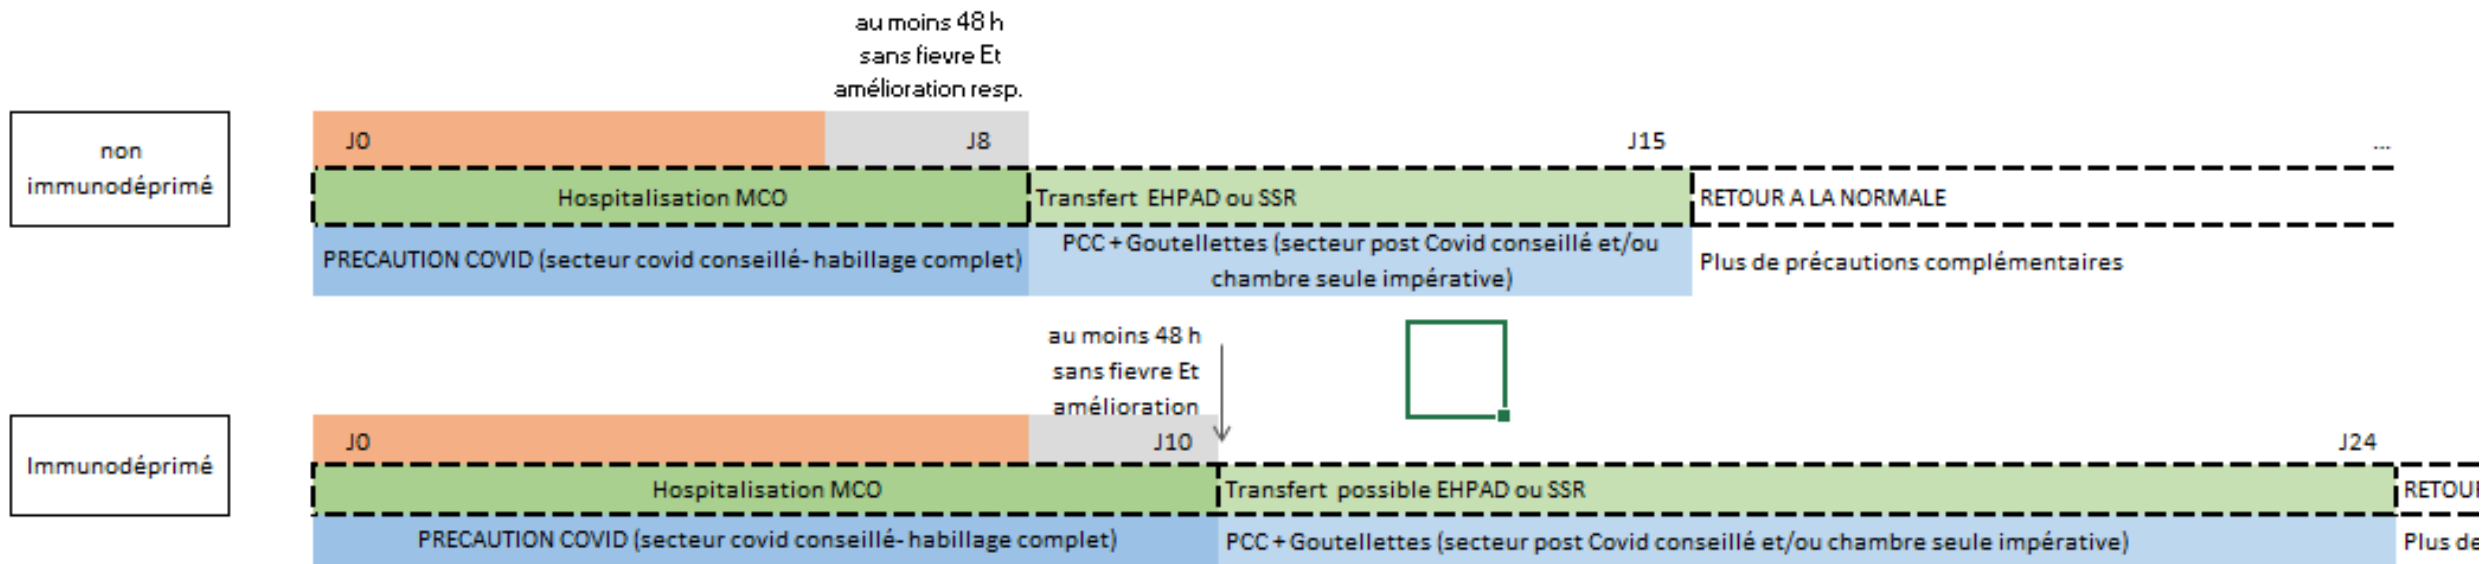 au moins 48 h
sans fievre Et
amélioration resp.
non
immunodéprimé
J0
J8
J15
...
Hospitalisation MCO
Transfert EHPAD ou SSR
RETOUR A LA NORMALE
PRECAUTION COVID (secteur covid conseillé- habillage complet)
PCC + Goutellettes (secteur post Covid conseillé et/ou
chambre seule impérative)
Plus de précautions complémentaires
au moins 48 h
sans fievre Et
amélioration
Immunodéprimé
J0
J10
J24
Hospitalisation MCO
Transfert possible EHPAD ou SSR
RETOUR
PRECAUTION COVID (secteur covid conseillé- habillage complet)
PCC + Goutellettes (secteur post Covid conseillé et/ou chambre seule impérative)
Plus de